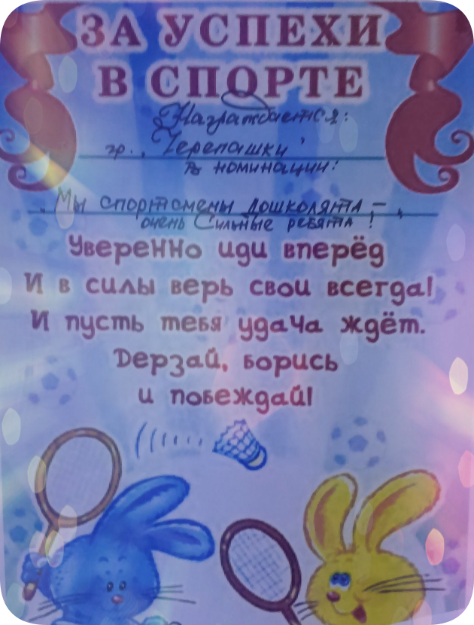 ЗА УСПЕХИ
В СПОРТЕ
Награждается:
гр. „Черепашки"
в номинации:
„Мы спортсмены дошколята –
очень сильные ребята!"
Уверенно иди вперёд
И в силы верь свои всегда!
И пусть тебя удача ждёт.
Дерзай, борись
и побеждай!